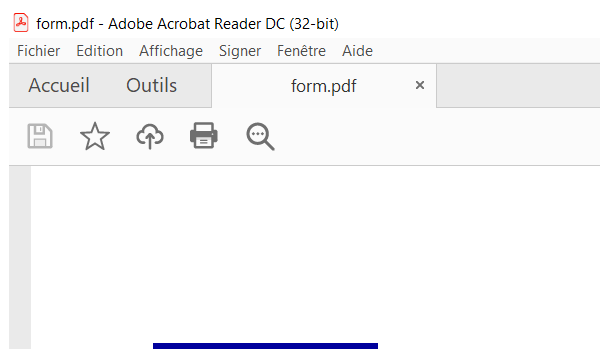 form.pdf - Adobe Acrobat Reader DC (32-bit)
Fichier Edition Affichage Signer Fenêtre Aide
Accueil Outils form.pdf ×